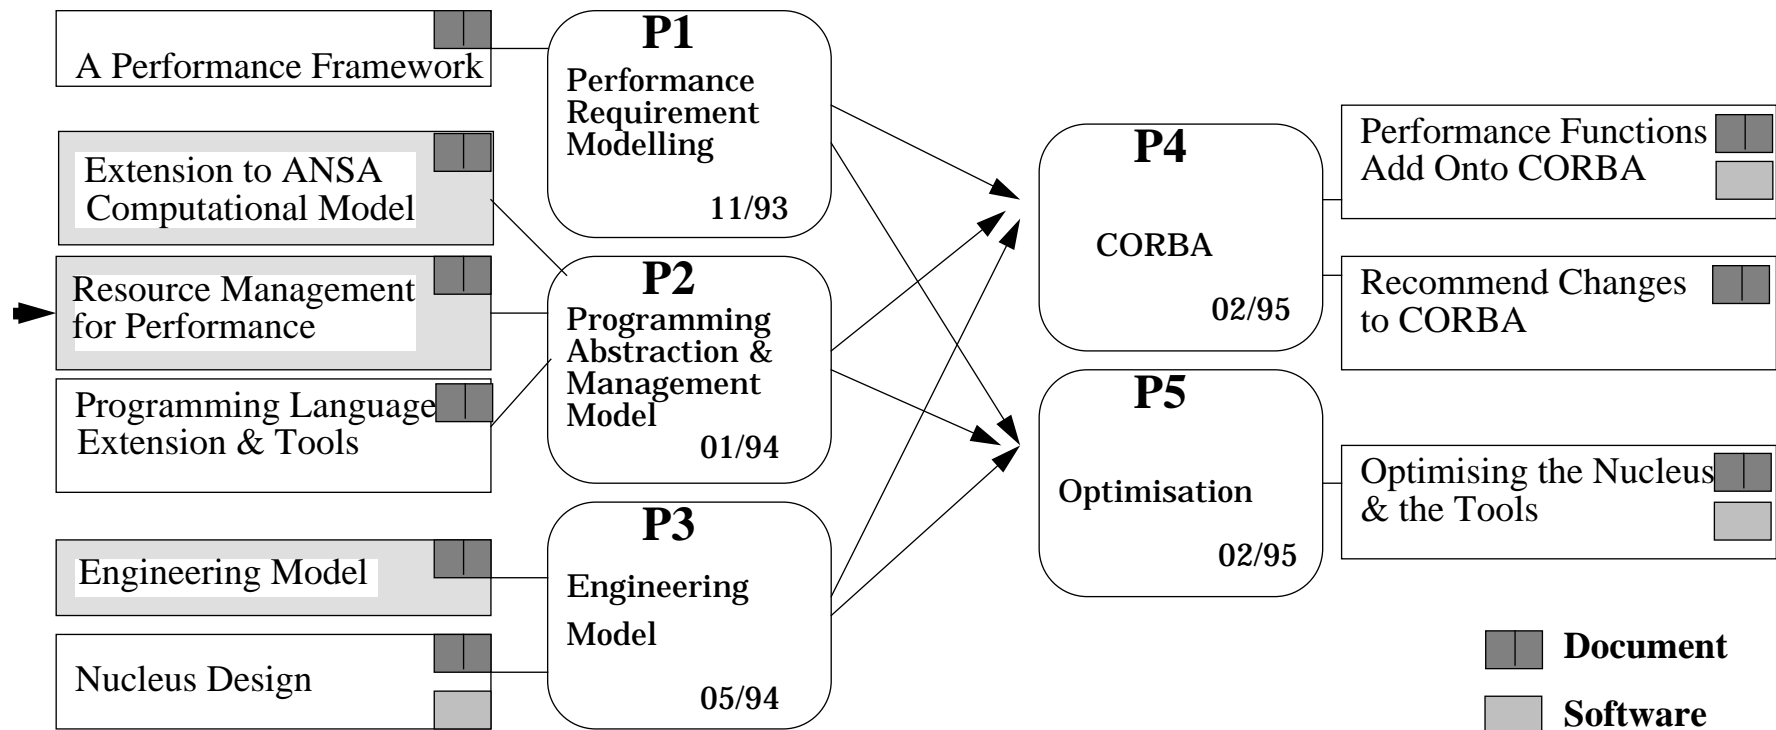 A Performance Framework
Extension to ANSA
Computational Model
Resource Management
for Performance
Programming Language
Extension & Tools
Engineering Model
Nucleus Design
P1
Performance
Requirement
Modelling
11/93
P2
Programming
Abstraction &
Management
Model
01/94
P3
Engineering
Model
05/94
P4
CORBA
02/95
P5
Optimisation
02/95
Performance Functions
Add Onto CORBA
Recommend Changes
to CORBA
Optimising the Nucleus
& the Tools
Document
Software